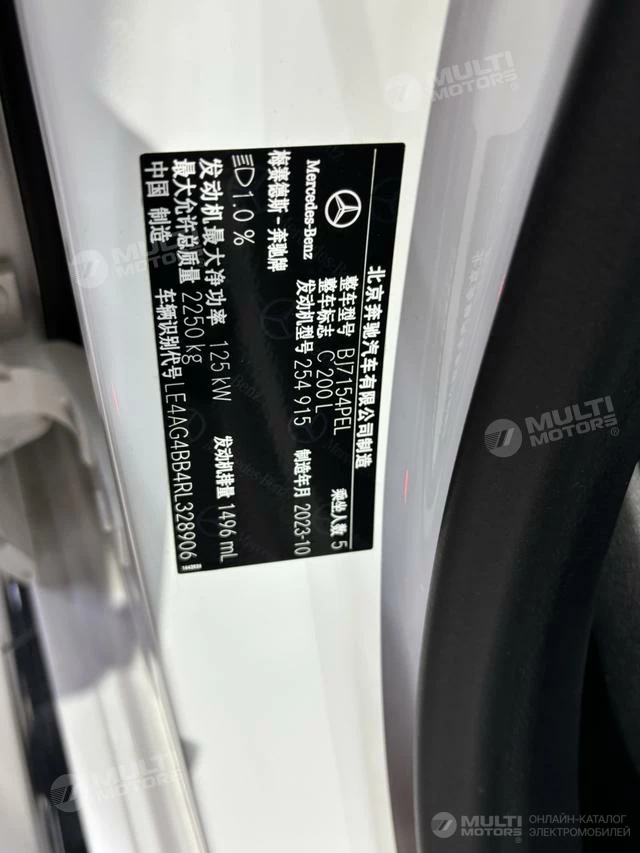 北京奔驰汽车有限公司制造
Mercedes-Benz
整车型号 BJ7154PEL 乘坐人数 5
整车标志 C 200 L
梅赛德斯-奔驰牌 发动机型号 254 915 制造年月 2023-10
1.0 %
发动机最大净功率 125 kW 发动机排量 1496 mL
最大允许总质量 2250 kg
中国 制造 车辆识别代号 LE4AG4BB4RL328906
MULTI
MOTORS®
MULTI
MOTORS®
MULTI
MOTORS®
MULTI
MOTORS®
MULTI
MOTORS®
ОНЛАЙН-КАТАЛОГ
ЭЛЕКТРОМОБИЛЕЙ